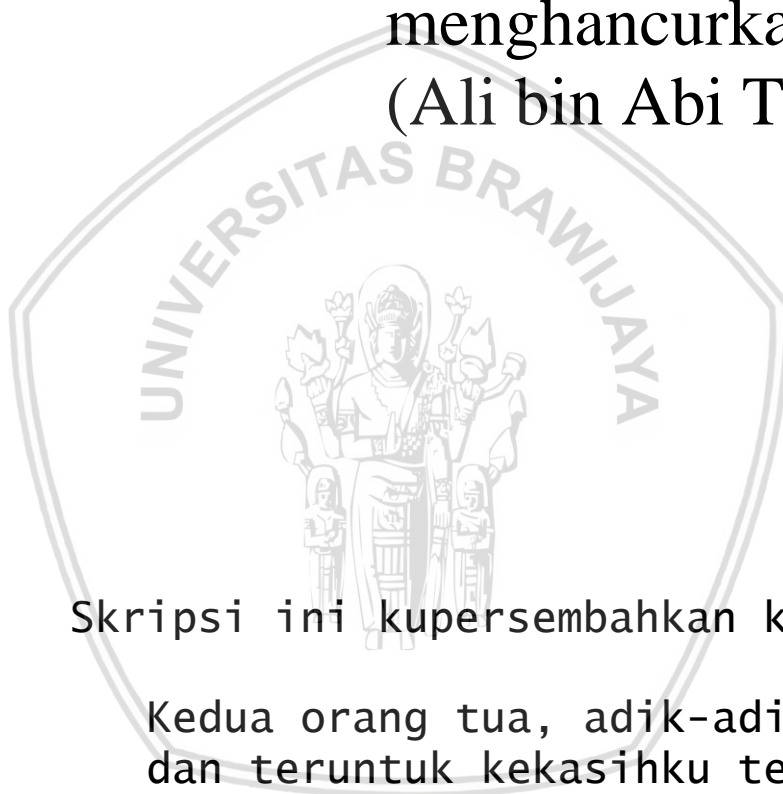 menghancurka
(Ali bin Abi T
UNIVERSITAS BRAWIJAYA
Skripsi ini kupersembahkan k
Kedua orang tua, adik-adi
dan teruntuk kekasihku te